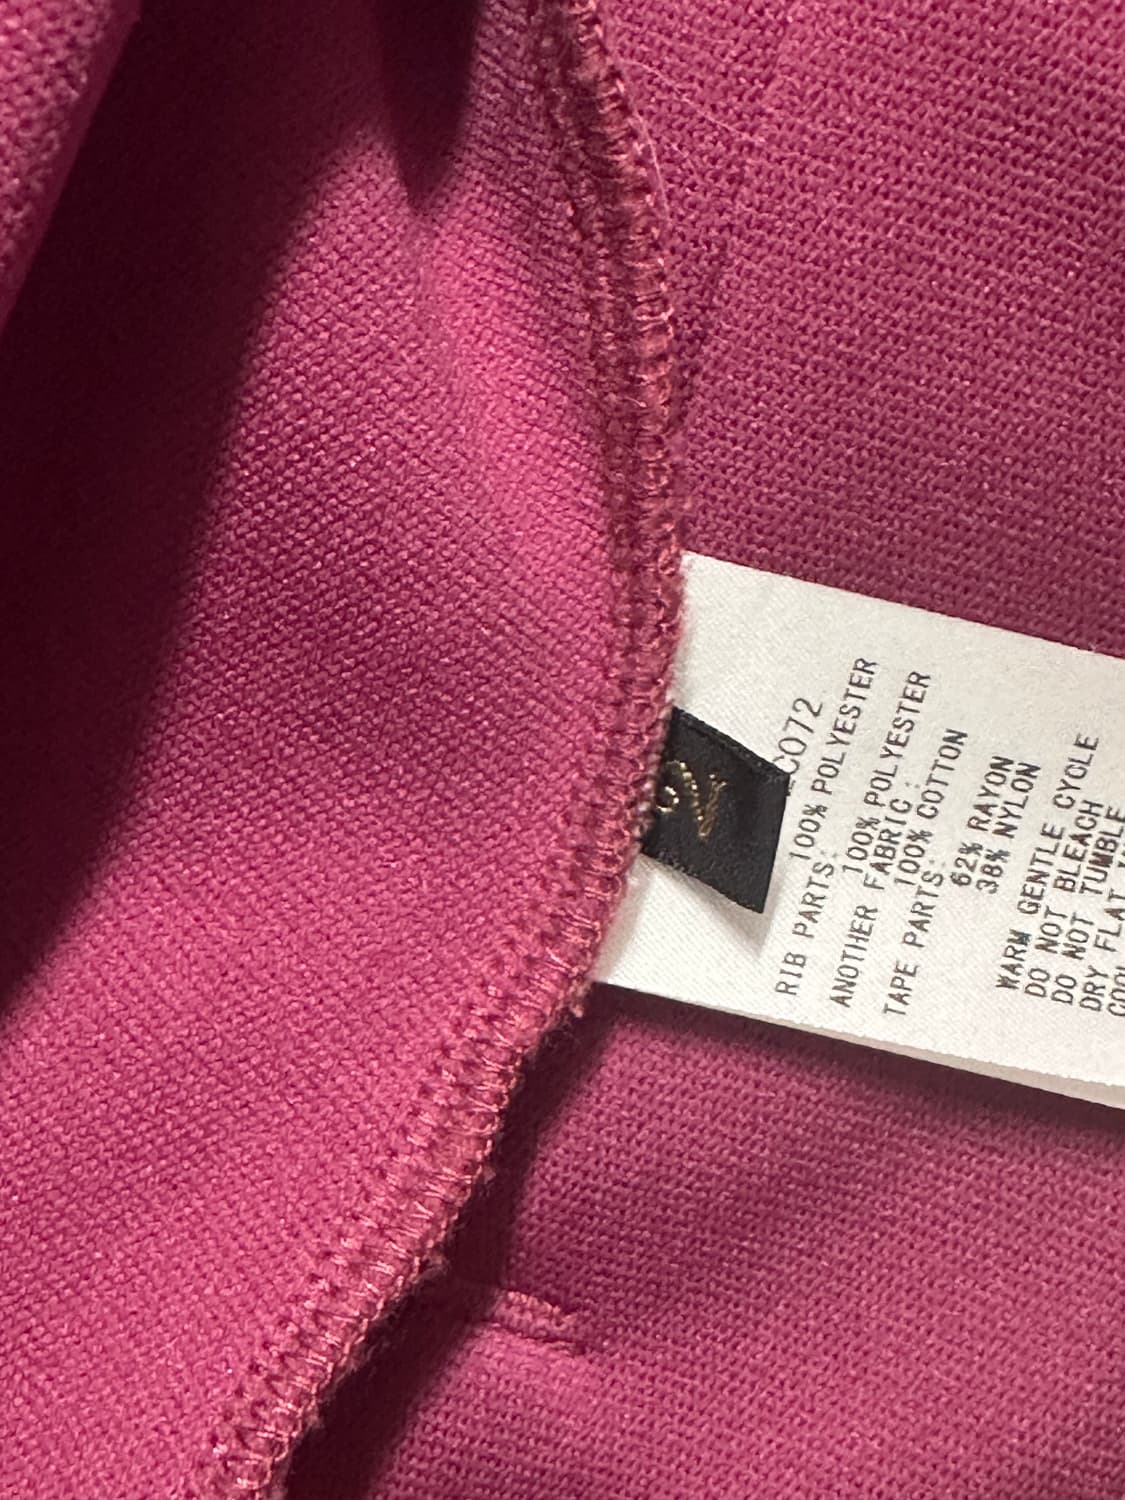 C072
RIB PARTS:
100% POLYESTER
ANOTHER FABRIC :
100% POLYESTER
TAPE PARTS:
100% COTTON
62% RAYON
38% NYLON
WARM GENTLE CYCLE
DO NOT BLEACH
DO NOT TUMBLE
DRY FLAT
COOL